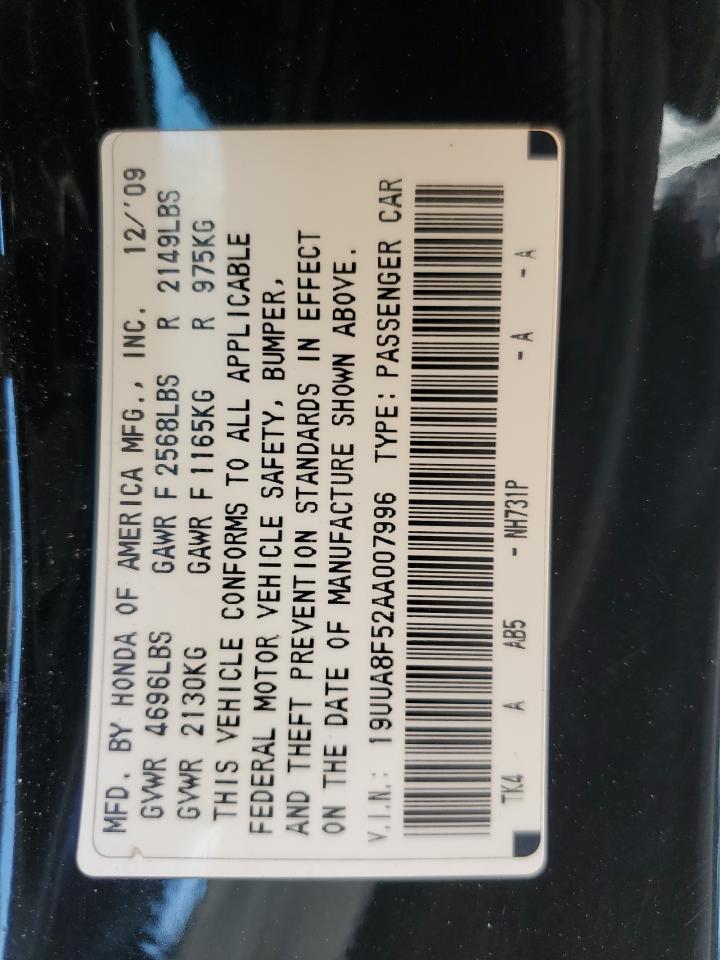 MFD. BY HONDA OF AMERICA MFG., INC. 12/'09
GVWR 4696LBS GAWR F 2568LBS R 2149LBS
GVWR 2130KG GAWR F 1165KG R 975KG
THIS VEHICLE CONFORMS TO ALL APPLICABLE
FEDERAL MOTOR VEHICLE SAFETY, BUMPER,
AND THEFT PREVENTION STANDARDS IN EFFECT
ON THE DATE OF MANUFACTURE SHOWN ABOVE.
V.I.N.: 19UUA8F52AA007996 TYPE: PASSENGER CAR
TK4 A AB5 - NH731P - A - A